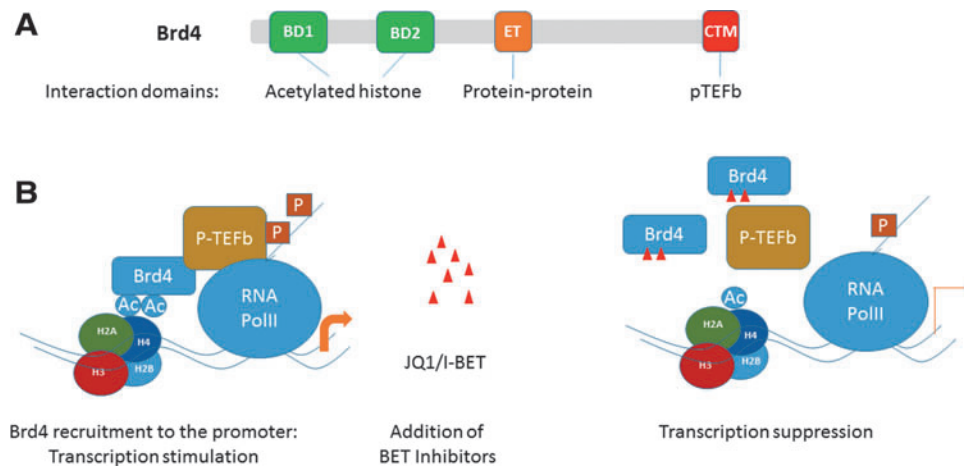 A
Brd4
BD1
BD2
ET
CTM
Interaction domains:
Acetylated histone
Protein-protein
pTEFb
B
P
P
P-TEFb
Brd4
Ac
Ac
RNA
PolII
H2A
H4
H3
H2B
JQ1/I-BET
Brd4
Brd4
P-TEFb
P
Ac
RNA
PolII
H2A
H4
H3
H2B
Brd4 recruitment to the promoter:
Transcription stimulation
Addition of
BET Inhibitors
Transcription suppression